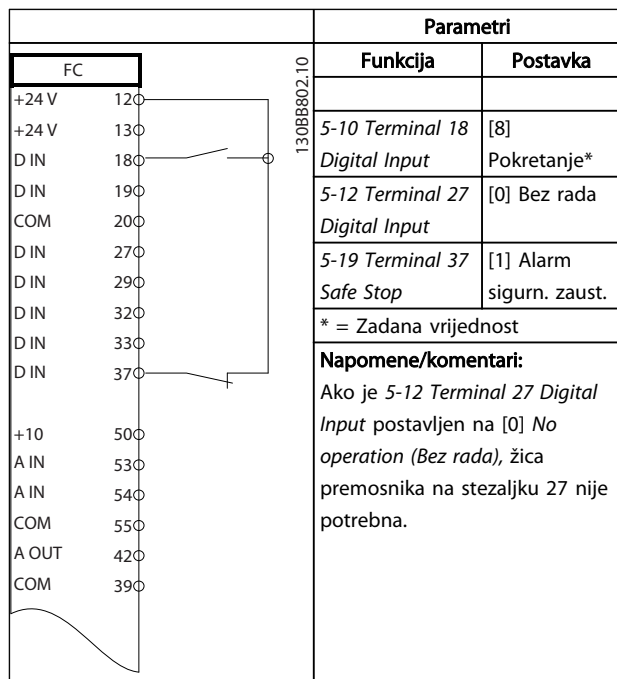 FC
+24 V 12
+24 V 13
D IN 18
D IN 19
COM 20
D IN 27
D IN 29
D IN 32
D IN 33
D IN 37
+10 50
A IN 53
A IN 54
COM 55
A OUT 42
COM 39
130BB802.10
Parametri
Funkcija Postavka
5-10 Terminal 18 [8]
Digital Input Pokretanje*
5-12 Terminal 27 [0] Bez rada
Digital Input
5-19 Terminal 37 [1] Alarm
Safe Stop sigurn. zaust.
* = Zadana vrijednost
Napomene/komentari:
Ako je 5-12 Terminal 27 Digital
Input postavljen na [0] No
operation (Bez rada), žica
premosnika na stezaljku 27 nije
potrebna.